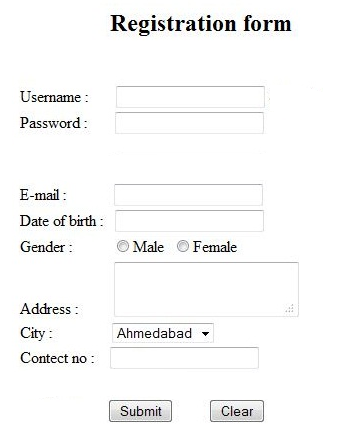 Registration form
Username :
Password :
E-mail :
Date of birth :
Gender : Male Female
Address :
City : Ahmedabad
Contect no :
Submit Clear